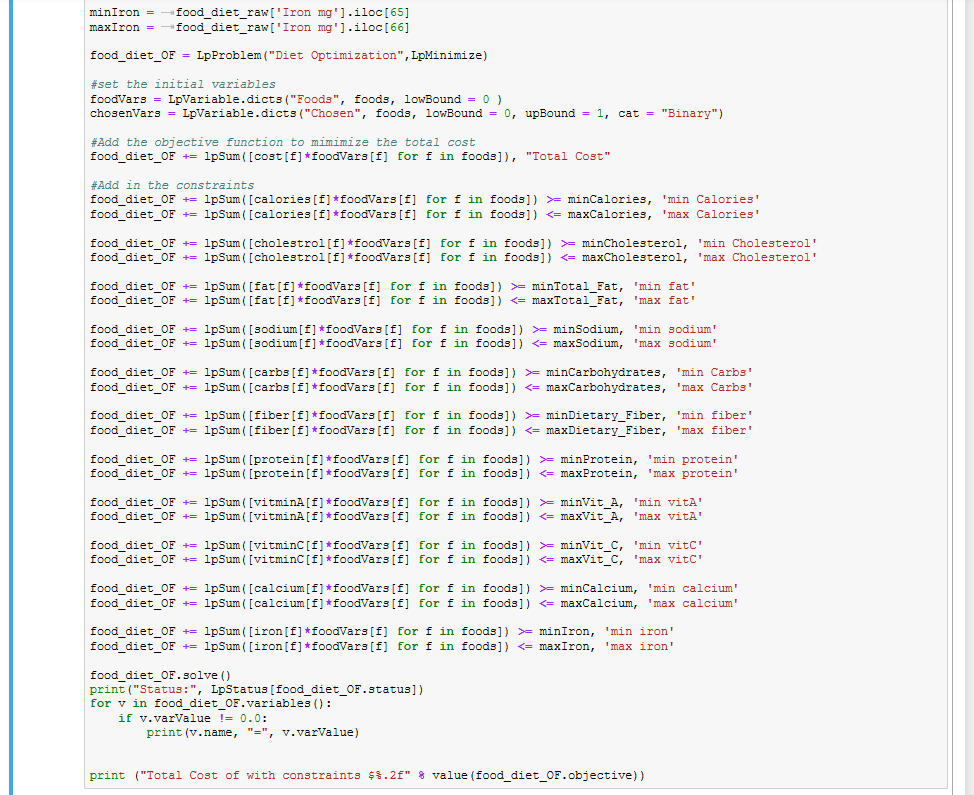 minIron = →food_diet_raw['Iron mg'].iloc[65]
maxIron = →food_diet_raw['Iron mg'].iloc[66]
food_diet_OF = LpProblem("Diet Optimization",LpMinimize)
#set the initial variables
foodVars = LpVariable.dicts("Foods", foods, lowBound = 0 )
chosenVars = LpVariable.dicts("Chosen", foods, lowBound = 0, upBound = 1, cat = "Binary")
#Add the objective function to mimimize the total cost
food_diet_OF += lpSum([cost[f]*foodVars[f] for f in foods]), "Total Cost"
#Add in the constraints
food_diet_OF += lpSum([calories[f]*foodVars[f] for f in foods]) >= minCalories, 'min Calories'
food_diet_OF += lpSum([calories[f]*foodVars[f] for f in foods]) <= maxCalories, 'max Calories'
food_diet_OF += lpSum([cholestrol[f]*foodVars[f] for f in foods]) >= minCholesterol, 'min Cholesterol'
food_diet_OF += lpSum([cholestrol[f]*foodVars[f] for f in foods]) <= maxCholesterol, 'max Cholesterol'
food_diet_OF += lpSum([fat[f]*foodVars[f] for f in foods]) >= minTotal_Fat, 'min fat'
food_diet_OF += lpSum([fat[f]*foodVars[f] for f in foods]) <= maxTotal_Fat, 'max fat'
food_diet_OF += lpSum([sodium[f]*foodVars[f] for f in foods]) >= minSodium, 'min sodium'
food_diet_OF += lpSum([sodium[f]*foodVars[f] for f in foods]) <= maxSodium, 'max sodium'
food_diet_OF += lpSum([carbs[f]*foodVars[f] for f in foods]) >= minCarbohydrates, 'min Carbs'
food_diet_OF += lpSum([carbs[f]*foodVars[f] for f in foods]) <= maxCarbohydrates, 'max Carbs'
food_diet_OF += lpSum([fiber[f]*foodVars[f] for f in foods]) >= minDietary_Fiber, 'min fiber'
food_diet_OF += lpSum([fiber[f]*foodVars[f] for f in foods]) <= maxDietary_Fiber, 'max fiber'
food_diet_OF += lpSum([protein[f]*foodVars[f] for f in foods]) >= minProtein, 'min protein'
food_diet_OF += lpSum([protein[f]*foodVars[f] for f in foods]) <= maxProtein, 'max protein'
food_diet_OF += lpSum([vitminA[f]*foodVars[f] for f in foods]) >= minVit_A, 'min vitA'
food_diet_OF += lpSum([vitminA[f]*foodVars[f] for f in foods]) <= maxVit_A, 'max vitA'
food_diet_OF += lpSum([vitminC[f]*foodVars[f] for f in foods]) >= minVit_C, 'min vitC'
food_diet_OF += lpSum([vitminC[f]*foodVars[f] for f in foods]) <= maxVit_C, 'max vitC'
food_diet_OF += lpSum([calcium[f]*foodVars[f] for f in foods]) >= minCalcium, 'min calcium'
food_diet_OF += lpSum([calcium[f]*foodVars[f] for f in foods]) <= maxCalcium, 'max calcium'
food_diet_OF += lpSum([iron[f]*foodVars[f] for f in foods]) >= minIron, 'min iron'
food_diet_OF += lpSum([iron[f]*foodVars[f] for f in foods]) <= maxIron, 'max iron'
food_diet_OF.solve()
print("Status:", LpStatus[food_diet_OF.status])
for v in food_diet_OF.variables():
    if v.varValue != 0.0:
        print(v.name, "=", v.varValue)
print ("Total Cost of with constraints $%.2f" % value(food_diet_OF.objective))